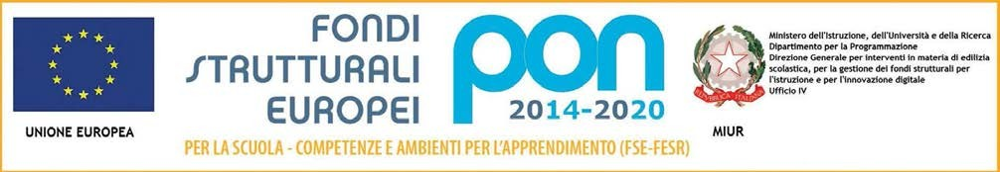 UNIONE EUROPEA
FONDI
STRUTTURALI
EUROPEI
pon
2014-2020
PER LA SCUOLA - COMPETENZE E AMBIENTI PER L'APPRENDIMENTO (FSE-FESR)
REPVBBLICA ITALIANA
MIUR
Ministero dell'Istruzione, dell'Università e della Ricerca
Dipartimento per la Programmazione
Direzione Generale per interventi in materia di edilizia
scolastica, per la gestione dei fondi strutturali per
l'istruzione e per l'innovazione digitale
Ufficio IV